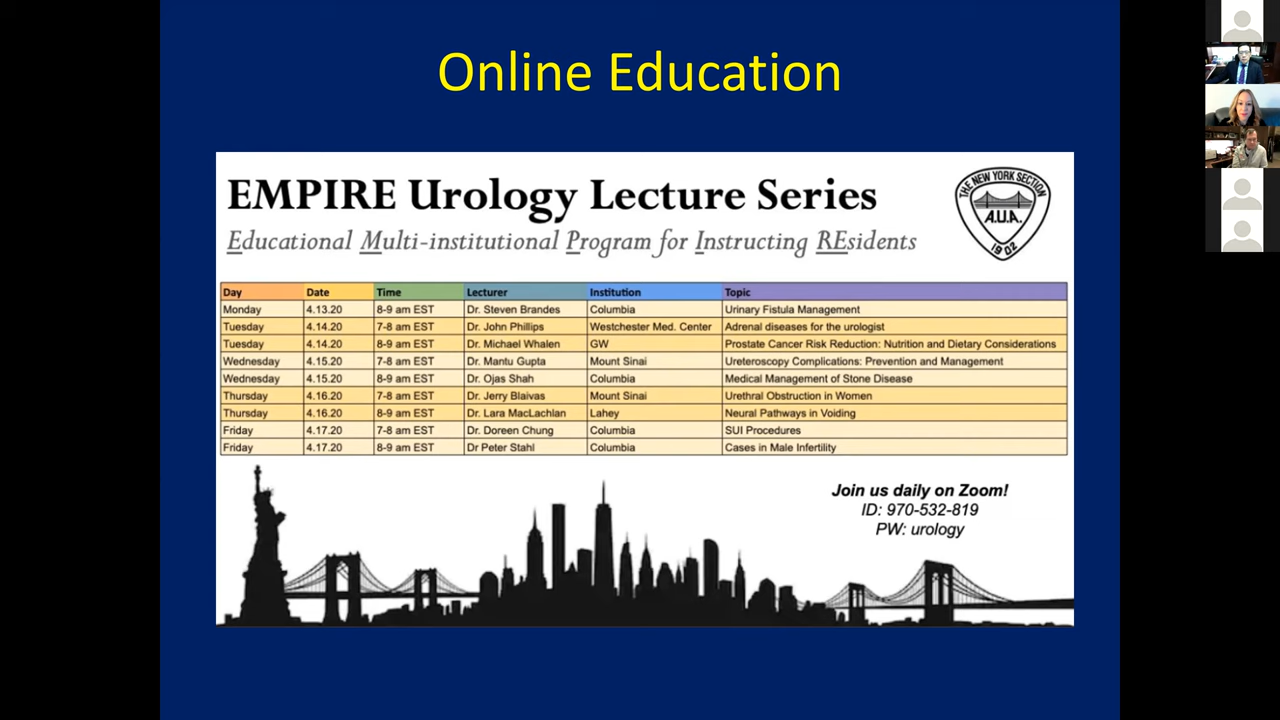 Online Education
EMPIRE Urology Lecture Series
Educational Multi-institutional Program for Instructing REsidents
THE NEW YORK SECTION
A.U.A.
1902
Day Date Time Lecturer Institution Topic
Monday 4.13.20 8-9 am EST Dr. Steven Brandes Columbia Urinary Fistula Management
Tuesday 4.14.20 7-8 am EST Dr. John Phillips Westchester Med. Center Adrenal diseases for the urologist
Tuesday 4.14.20 8-9 am EST Dr. Michael Whalen GW Prostate Cancer Risk Reduction: Nutrition and Dietary Considerations
Wednesday 4.15.20 7-8 am EST Dr. Mantu Gupta Mount Sinai Ureteroscopy Complications: Prevention and Management
Wednesday 4.15.20 8-9 am EST Dr. Ojas Shah Columbia Medical Management of Stone Disease
Thursday 4.16.20 7-8 am EST Dr. Jerry Blaivas Mount Sinai Urethral Obstruction in Women
Thursday 4.16.20 8-9 am EST Dr. Lara MacLachlan Lahey Neural Pathways in Voiding
Friday 4.17.20 7-8 am EST Dr. Doreen Chung Columbia SUI Procedures
Friday 4.17.20 8-9 am EST Dr Peter Stahl Columbia Cases in Male Infertility
Join us daily on Zoom!
ID: 970-532-819
PW: urology